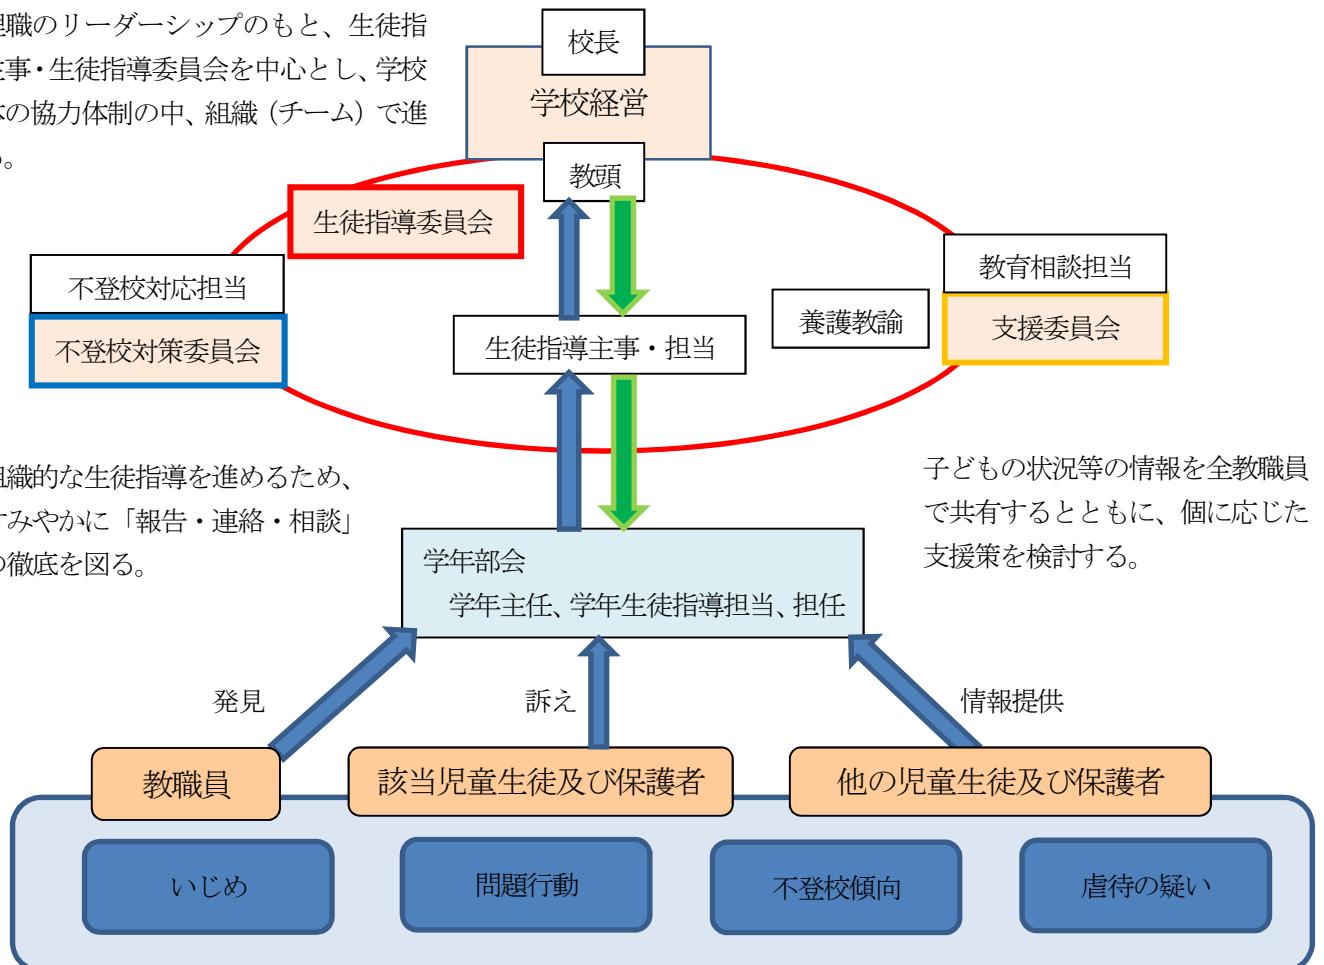 理職のリーダーシップのもと、生徒指
主事・生徒指導委員会を中心とし、学校
体の協力体制の中、組織（チーム）で進
る。
校長
学校経営
教頭
生徒指導委員会
不登校対応担当
不登校対策委員会
生徒指導主事・担当
養護教諭
教育相談担当
支援委員会
組織的な生徒指導を進めるため、
すみやかに「報告・連絡・相談」
の徹底を図る。
子どもの状況等の情報を全教職員
で共有するとともに、個に応じた
支援策を検討する。
学年部会
学年主任、学年生徒指導担当、担任
発見
訴え
情報提供
教職員
該当児童生徒及び保護者
他の児童生徒及び保護者
いじめ
問題行動
不登校傾向
虐待の疑い